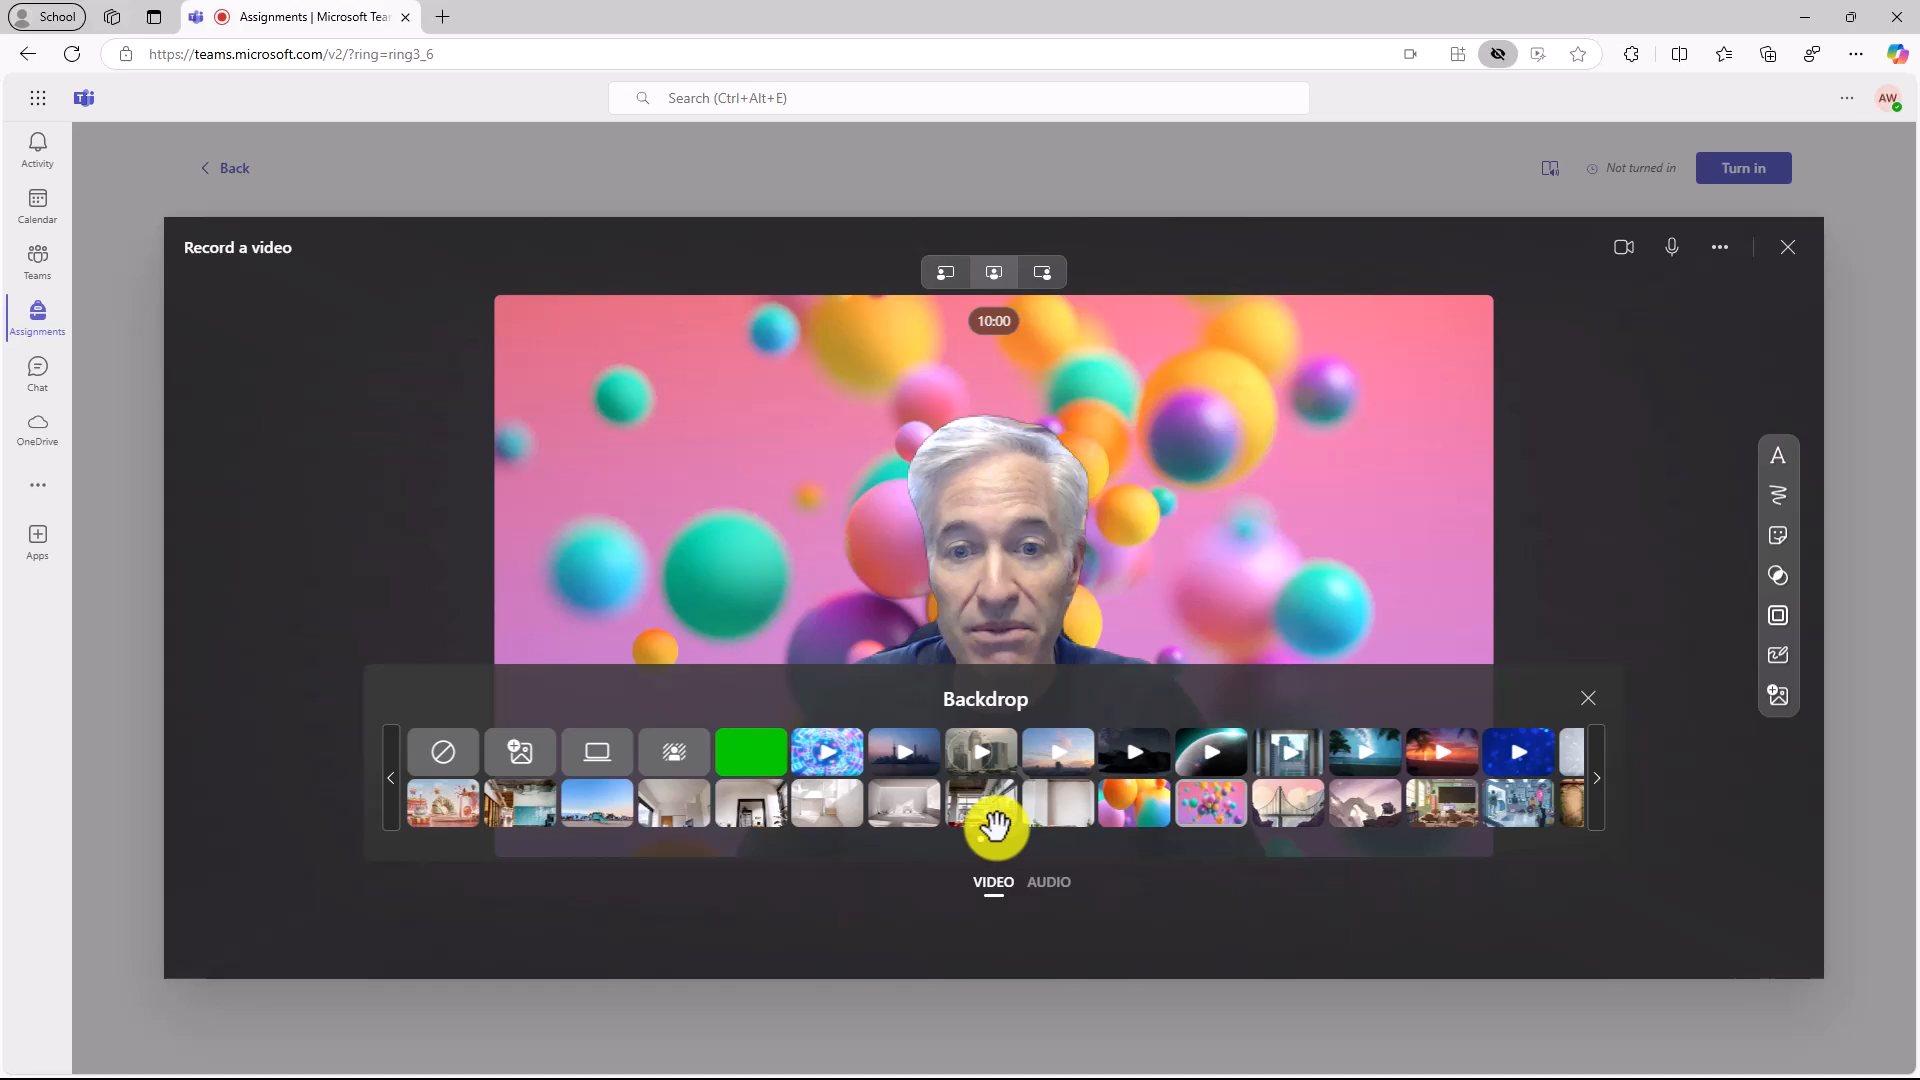 School
Assignments | Microsoft Tea
https://teams.microsoft.com/v2/?ring=ring3_6
Search (Ctrl+Alt+E)
AW
Activity
Calendar
Teams
Assignments
Chat
OneDrive
Apps
Back
Not turned in
Turn in
Record a video
10:00
Backdrop
VIDEO
AUDIO